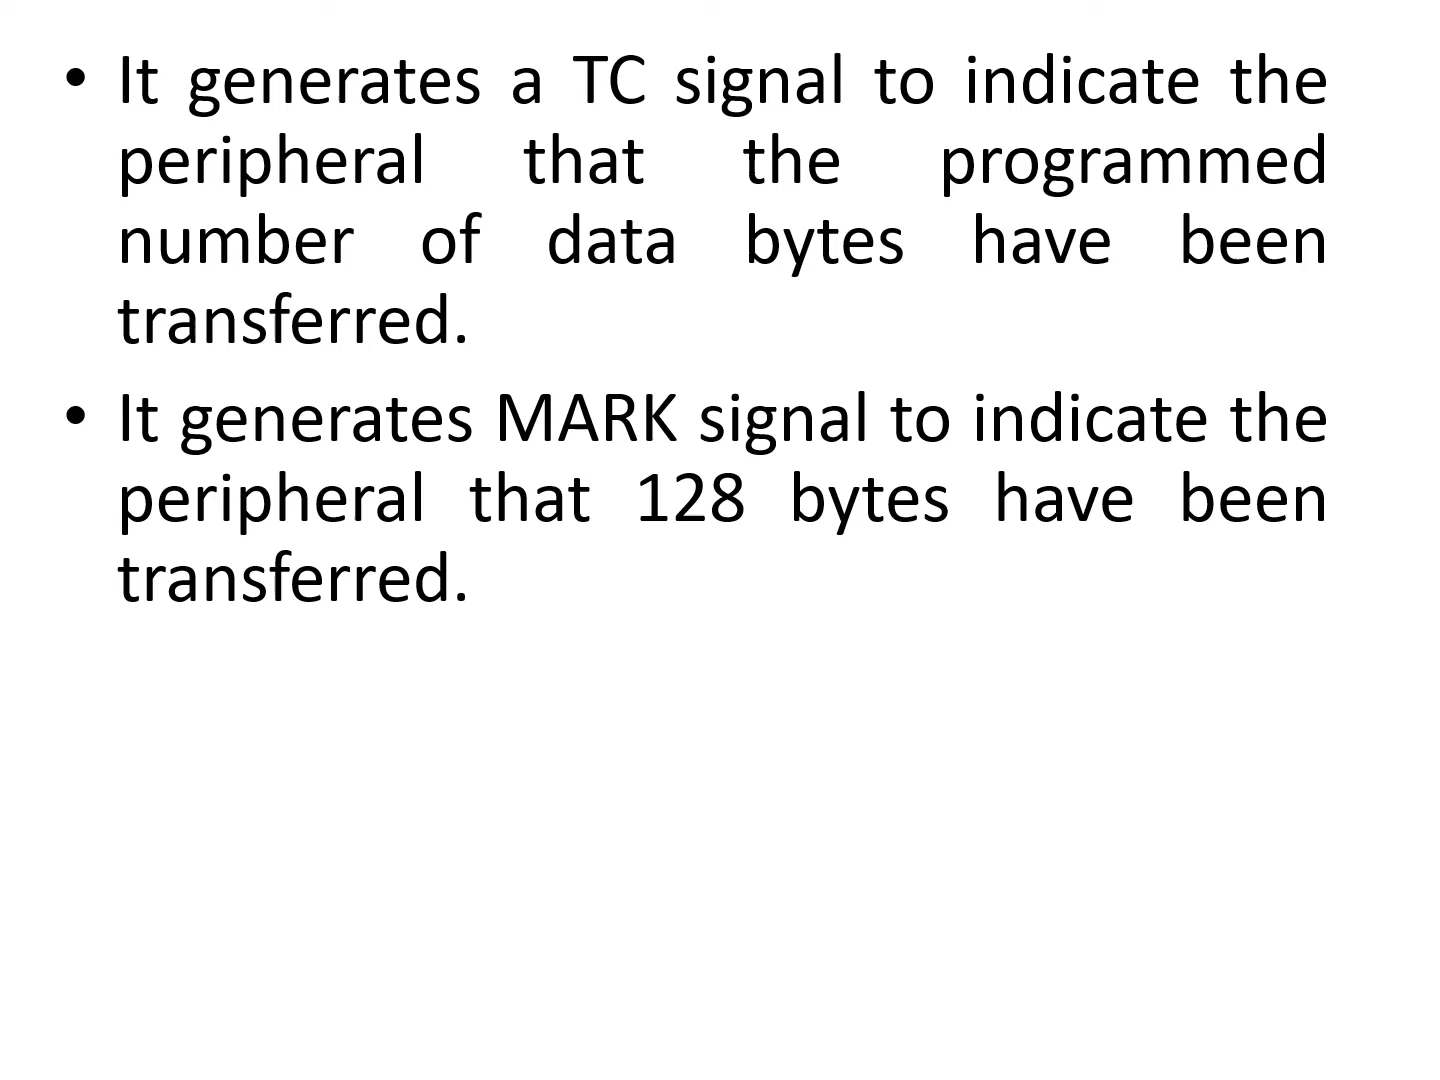 • It generates a TC signal to indicate the
peripheral that the programmed
number of data bytes have been
transferred.
• It generates MARK signal to indicate the
peripheral that 128 bytes have been
transferred.